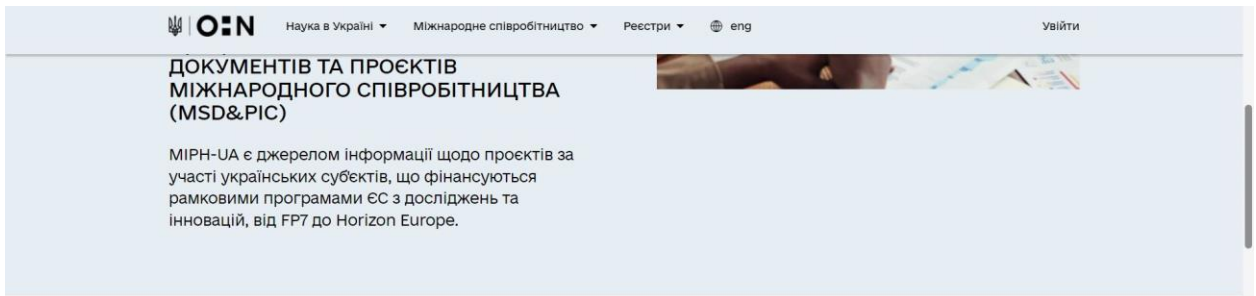 О:Н Наука в Україні Міжнародне співробітництво Реєстри eng Увійти
ДОКУМЕНТІВ ТА ПРОЄКТІВ
МІЖНАРОДНОГО СПІВРОБІТНИЦТВА
(MSD&PIC)
МІРН-UA є джерелом інформації щодо проєктів за
участі українських суб'єктів, що фінансуються
рамковими програмами ЄС з досліджень та
інновацій, від FP7 до Horizon Europe.